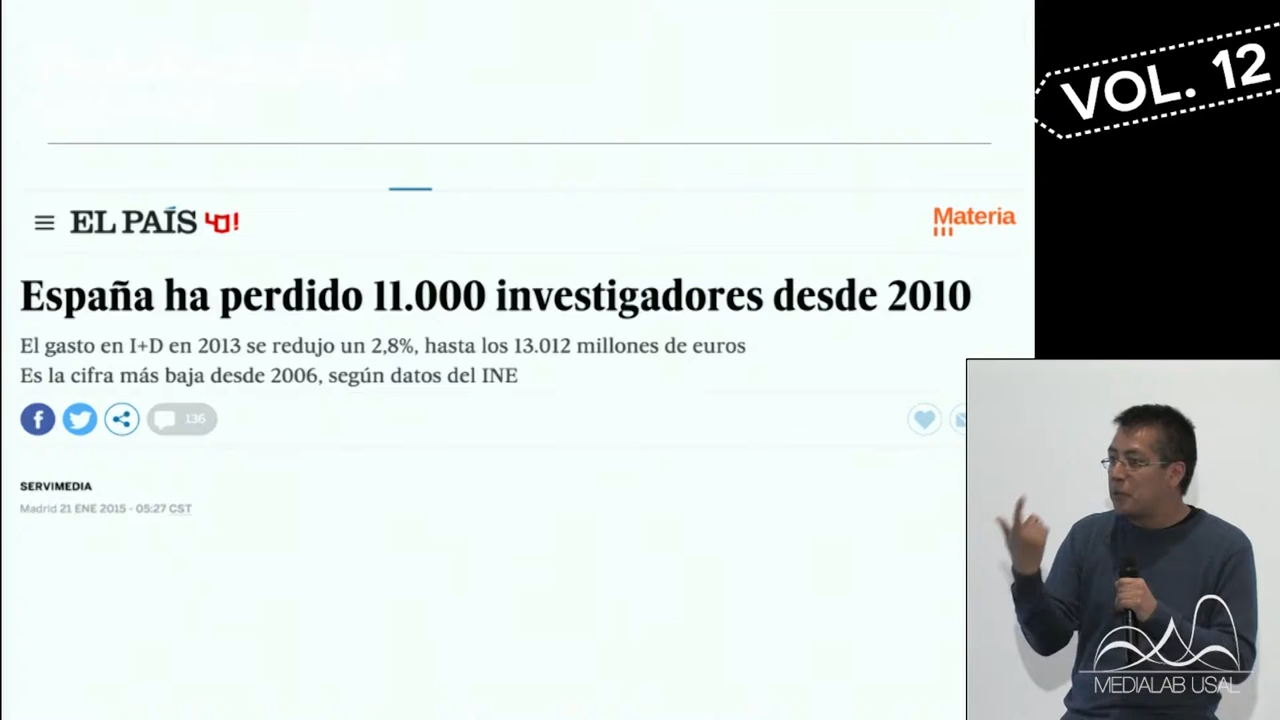 VOL. 12
EL PAÍS 40!
Materia
España ha perdido 11.000 investigadores desde 2010
El gasto en I+D en 2013 se redujo un 2,8%, hasta los 13.012 millones de euros
Es la cifra más baja desde 2006, según datos del INE
136
SERVIMEDIA
Madrid 21 ENE 2015 - 05:27 CST
MEDIALAB USAL